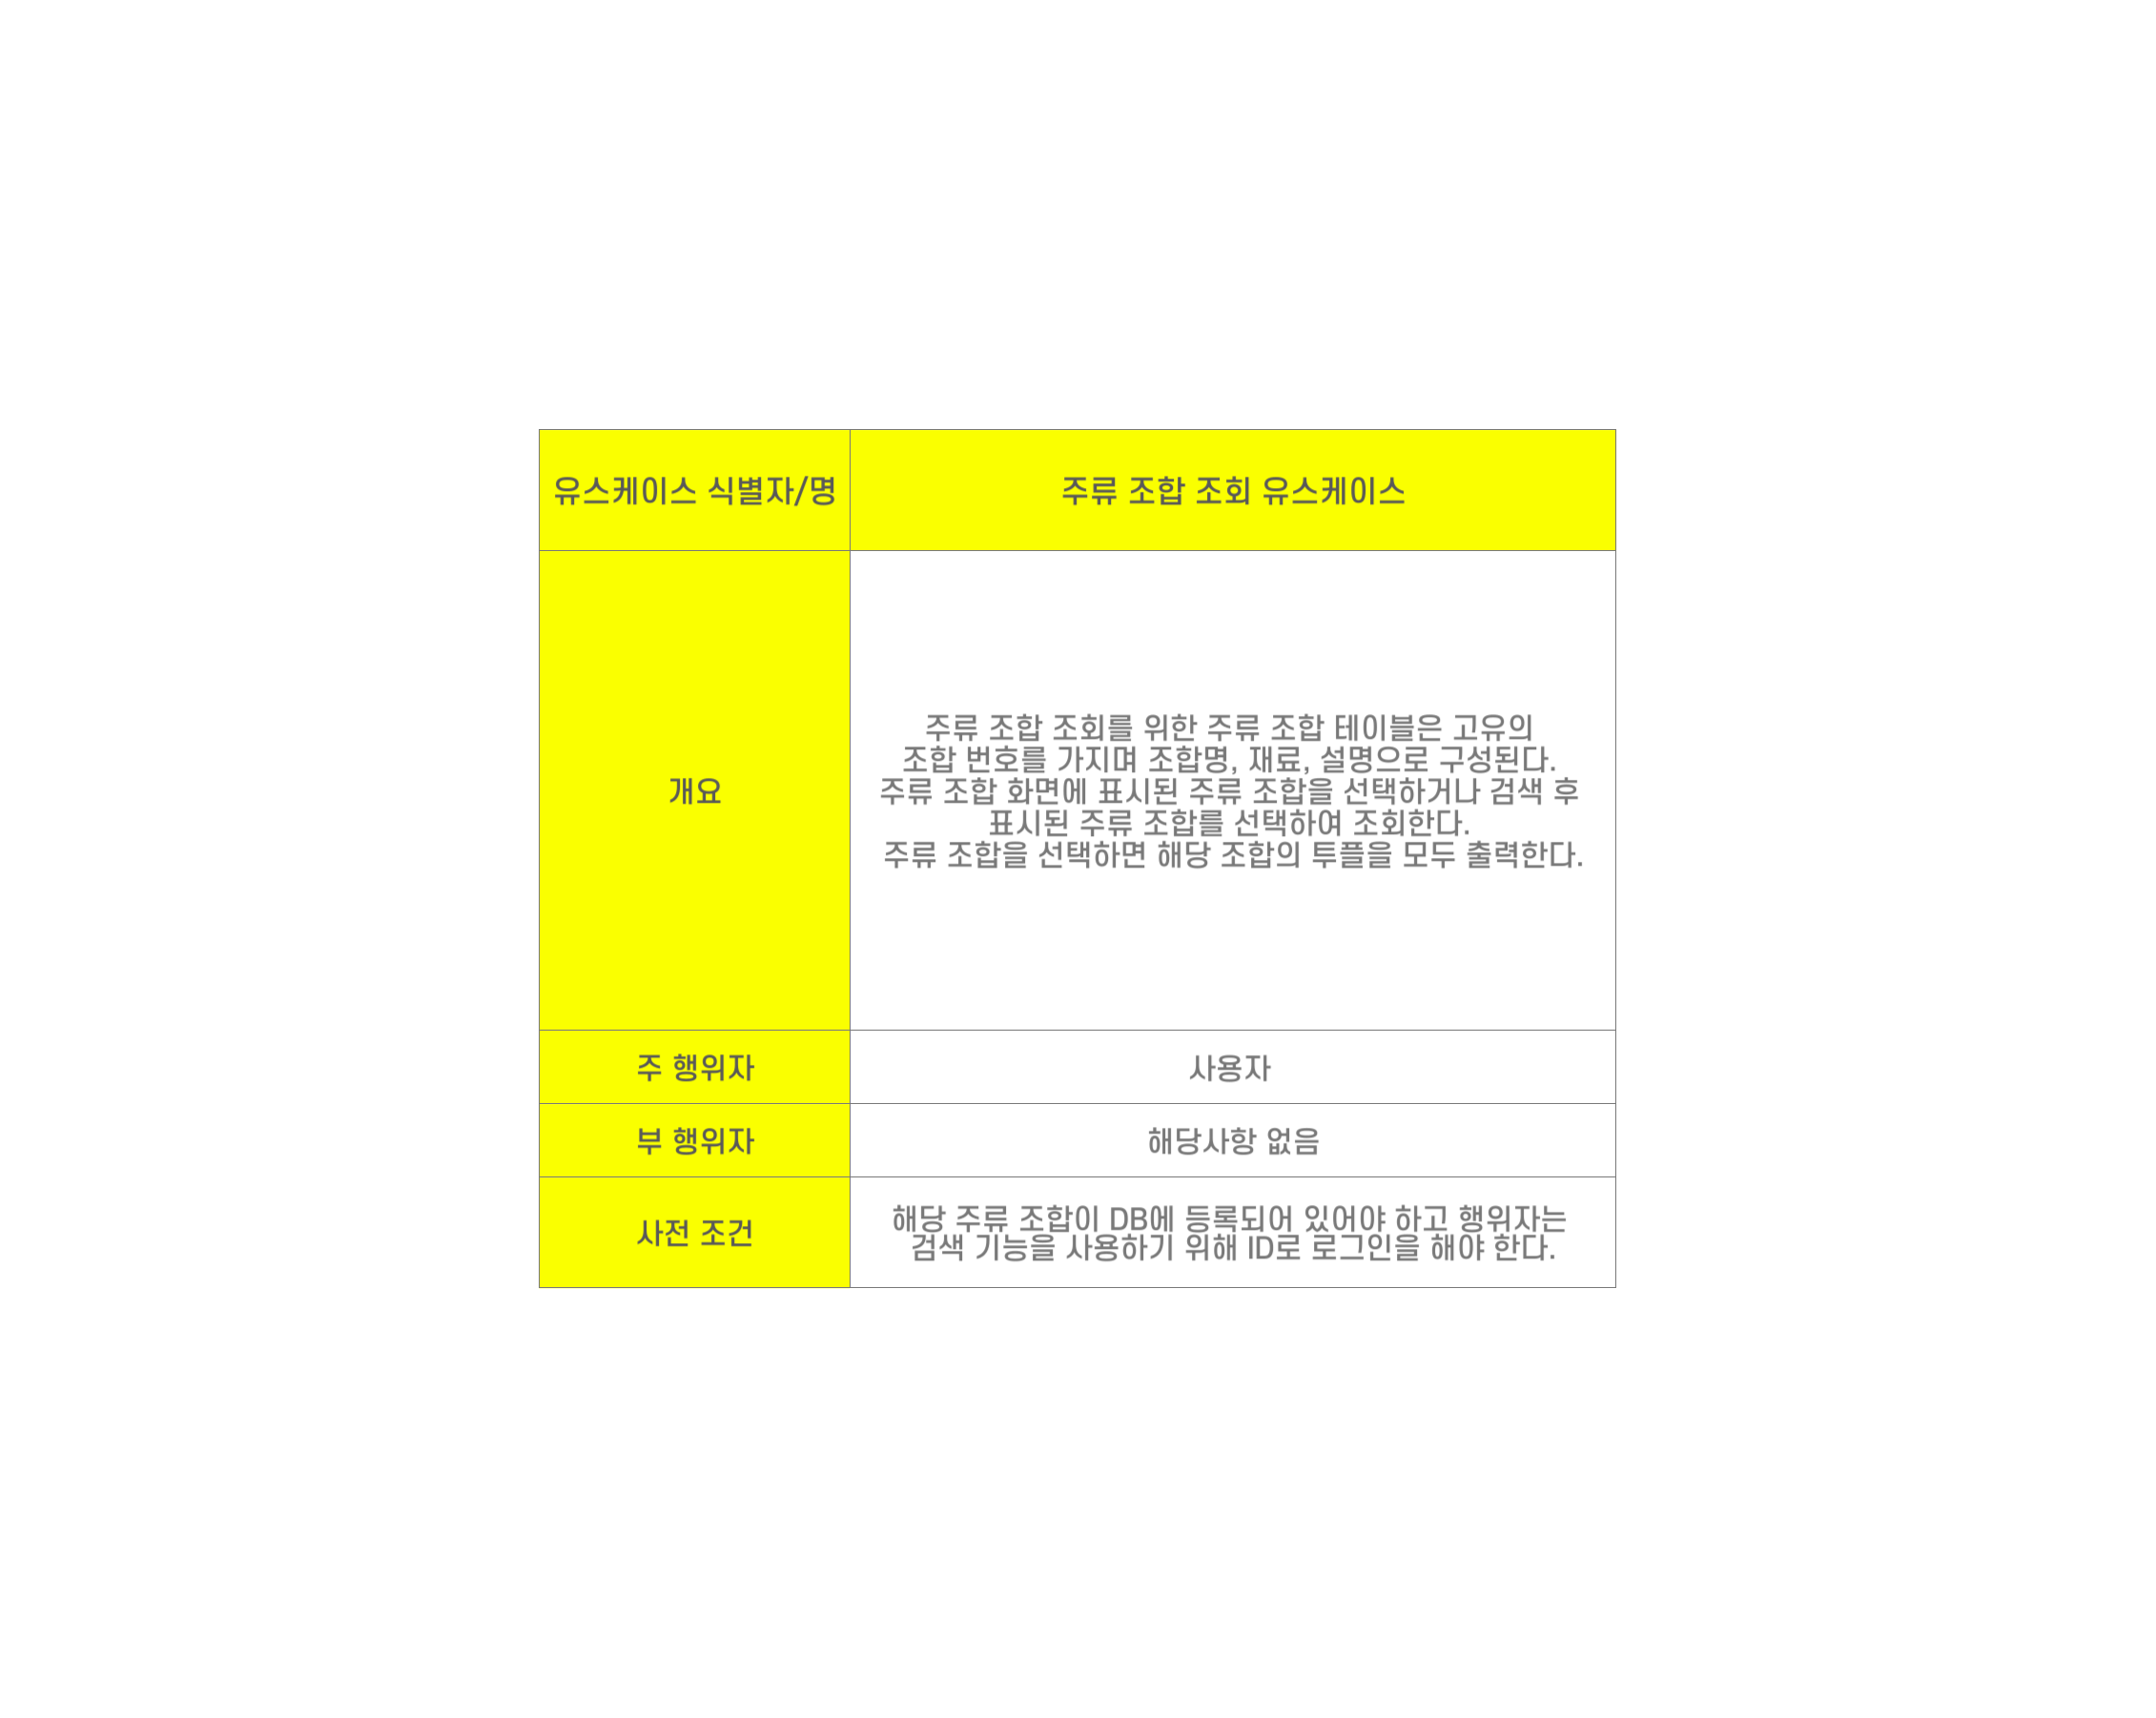 유스케이스 식별자/명
주류 조합 조회 유스케이스
개요
주류 조합 조회를 위한 주류 조합 테이블은 고유의
조합 번호를 가지며 조합명, 재료, 설명으로 구성된다.
주류 조합 화면에 표시된 주류 조합을 선택하거나 검색 후
표시된 주류 조합를 선택하여 조회한다.
주류 조합을 선택하면 해당 조합의 튜플을 모두 출력한다.
주 행위자
사용자
부 행위자
해당사항 없음
사전 조건
해당 주류 조합이 DB에 등록되어 있어야 하고 행위자는
검색 기능을 사용하기 위해 ID로 로그인을 해야 한다.